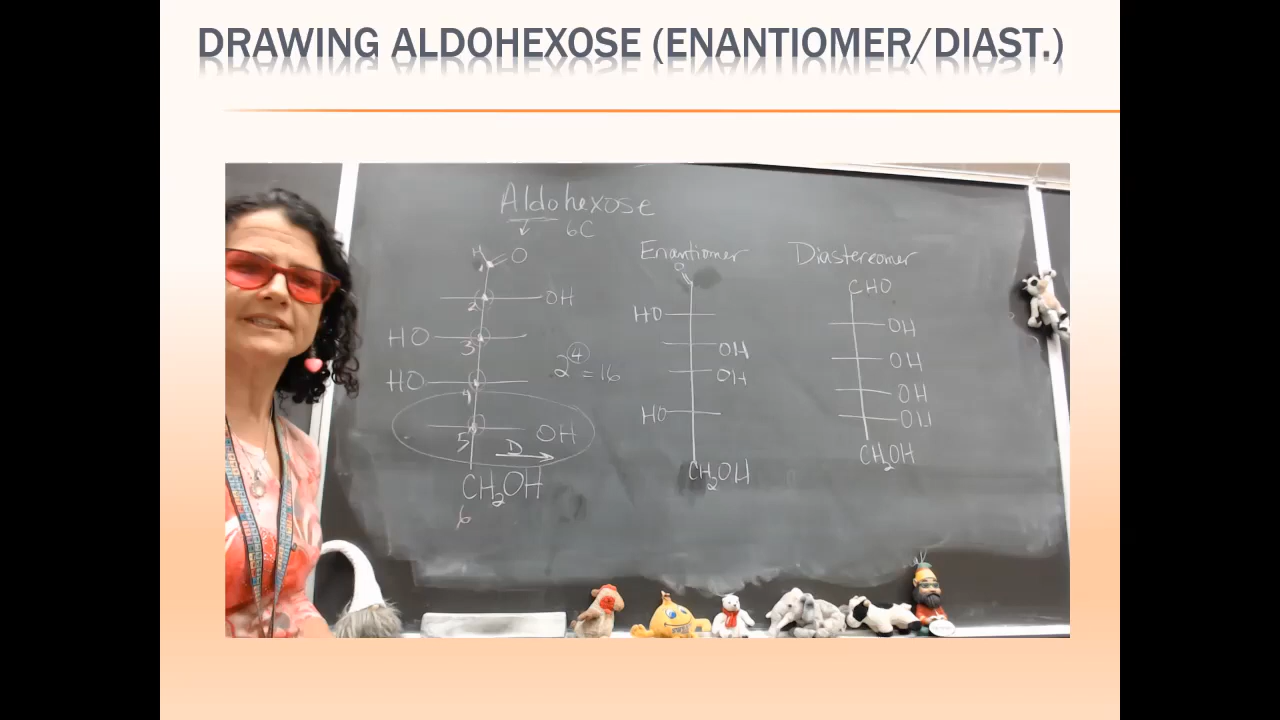 DRAWING ALDOHEXOSE (ENANTIOMER/DIAST.)
Aldohexose
6C
H
1
O
2
OH
HO
3
HO
4
5
OH
D
CH2OH
6
2^4 = 16
Enantiomer
O
HO
OH
OH
HO
CH2OH
Diastereomer
CHO
OH
OH
OH
OH
CH2OH